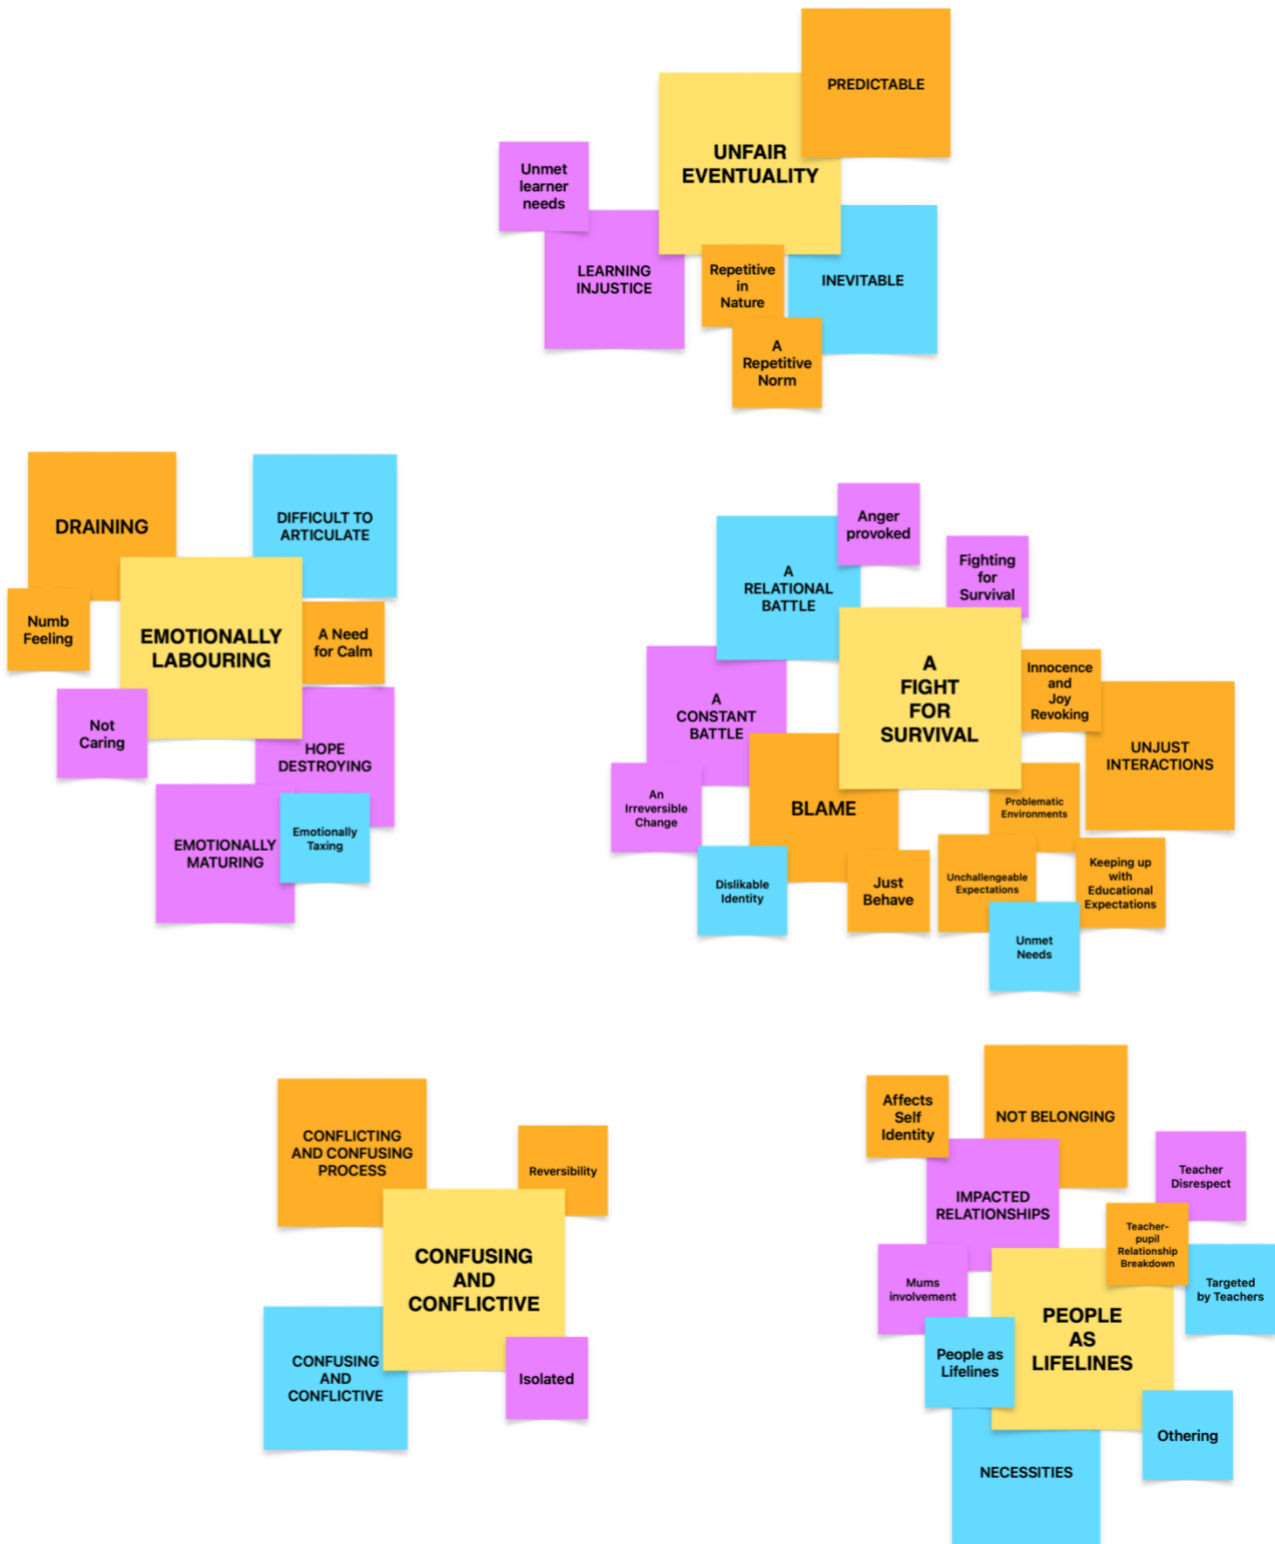 PREDICTABLE
UNFAIR
EVENTUALITY
Unmet
learner
needs
LEARNING
INJUSTICE
Repetitive
in
Nature
INEVITABLE
A
Repetitive
Norm
DRAINING
DIFFICULT TO
ARTICULATE
Numb
Feeling
EMOTIONALLY
LABOURING
A Need
for Calm
Not
Caring
HOPE
DESTROYING
EMOTIONALLY
MATURING
Emotionally
Taxing
Anger
provoked
A
RELATIONAL
BATTLE
Fighting
for
Survival
A
FIGHT
FOR
SURVIVAL
Innocence
and
Joy
Revoking
A
CONSTANT
BATTLE
UNJUST
INTERACTIONS
An
Irreversible
Change
BLAME
Problematic
Environments
Dislikable
Identity
Just
Behave
Unchallengeable
Expectations
Keeping up
with
Educational
Expectations
Unmet
Needs
CONFLICTING
AND CONFUSING
PROCESS
Reversibility
CONFUSING
AND
CONFLICTIVE
CONFUSING
AND
CONFLICTIVE
Isolated
Affects
Self
Identity
NOT BELONGING
IMPACTED
RELATIONSHIPS
Teacher
Disrespect
Teacher-
pupil
Relationship
Breakdown
Mums
involvement
Targeted
by Teachers
PEOPLE
AS
LIFELINES
People as
Lifelines
Othering
NECESSITIES